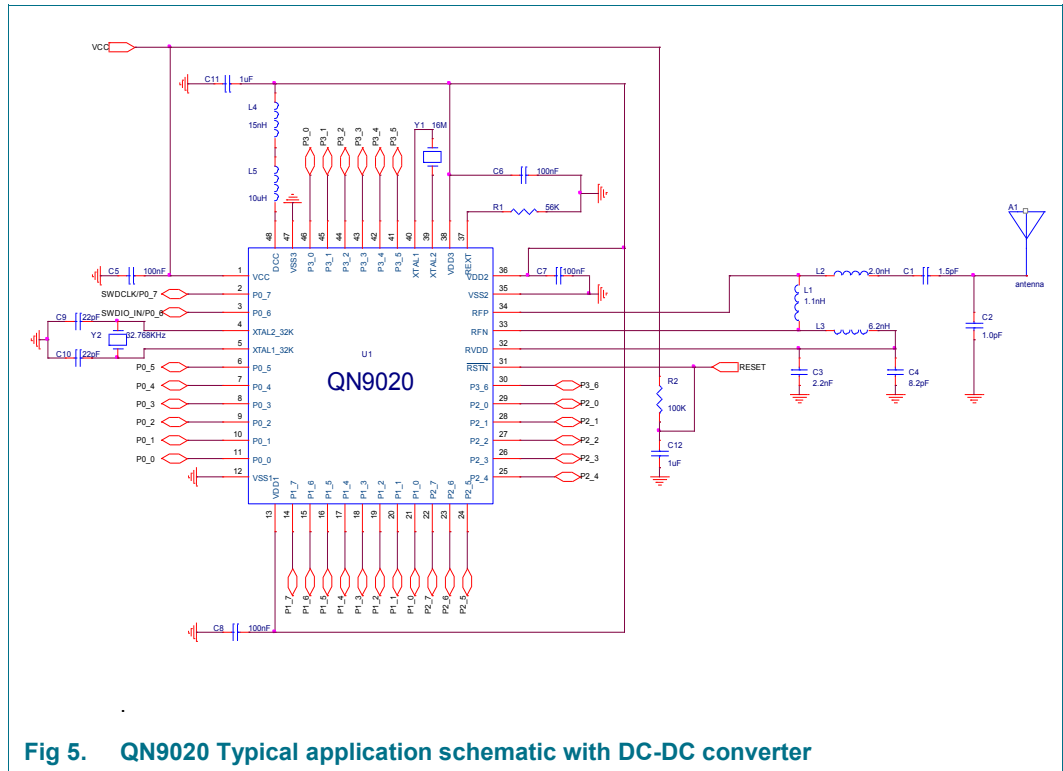 VCC
C11 1uF
L4
15nH
L5
10uH
P3_0
P3_1
P3_2
P3_3
P3_4
P3_5
Y1 16M
C6 100nF
R1 56K
48
47
46
45
44
43
42
41
40
39
38
37
DCC
VSS3
P3_0
P3_1
P3_2
P3_3
P3_4
P3_5
XTAL1
XTAL2
VDD3
REXT
C5 100nF
SWDCLK/P0_7
SWDIO_IN/P0_6
C9 22pF
Y2 32.768KHz
C10 22pF
P0_5
P0_4
P0_3
P0_2
P0_1
P0_0
1 VCC
2 P0_7
3 P0_6
4 XTAL2_32K
5 XTAL1_32K
6 P0_5
7 P0_4
8 P0_3
9 P0_2
10 P0_1
11 P0_0
12 VSS1
U1
QN9020
VDD2 36
VSS2 35
RFP 34
RFN 33
RVDD 32
RSTN 31
P3_6 30
P2_0 29
P2_1 28
P2_2 27
P2_3 26
P2_4 25
C7 100nF
RESET
P3_6
P2_0
P2_1
P2_2
P2_3
P2_4
R2
100K
C12
1uF
L2 2.0nH
C1 1.5pF
L1
1.1nH
L3 6.2nH
A1
antenna
C2
1.0pF
C3
2.2nF
C4
8.2pF
VDD1
P1_7
P1_6
P1_5
P1_4
P1_3
P1_2
P1_1
P1_0
P2_7
P2_6
P2_5
13
14
15
16
17
18
19
20
21
22
23
24
P1_7
P1_6
P1_5
P1_4
P1_3
P1_2
P1_1
P1_0
P2_7
P2_6
P2_5
C8 100nF
.
Fig 5. QN9020 Typical application schematic with DC-DC converter